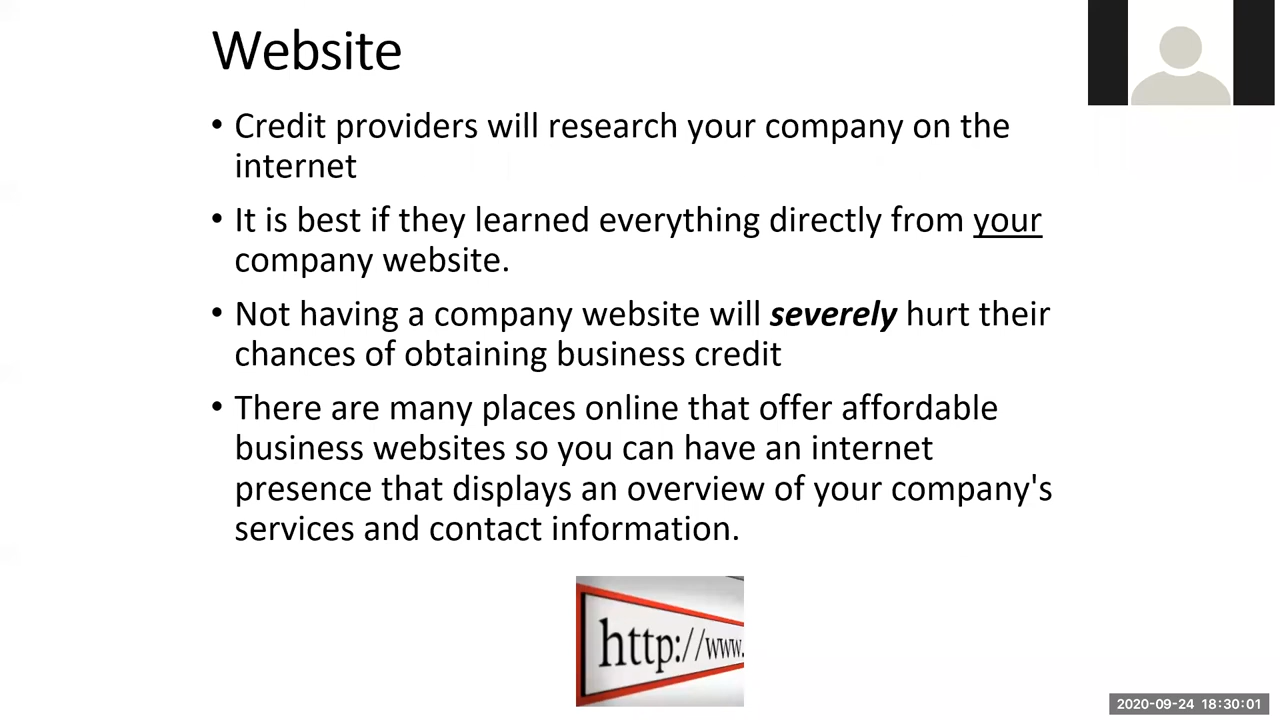 Website
• Credit providers will research your company on the
internet
• It is best if they learned everything directly from your
company website.
• Not having a company website will severely hurt their
chances of obtaining business credit
• There are many places online that offer affordable
business websites so you can have an internet
presence that displays an overview of your company's
services and contact information.
http://www.
2020-09-24 18:30:01